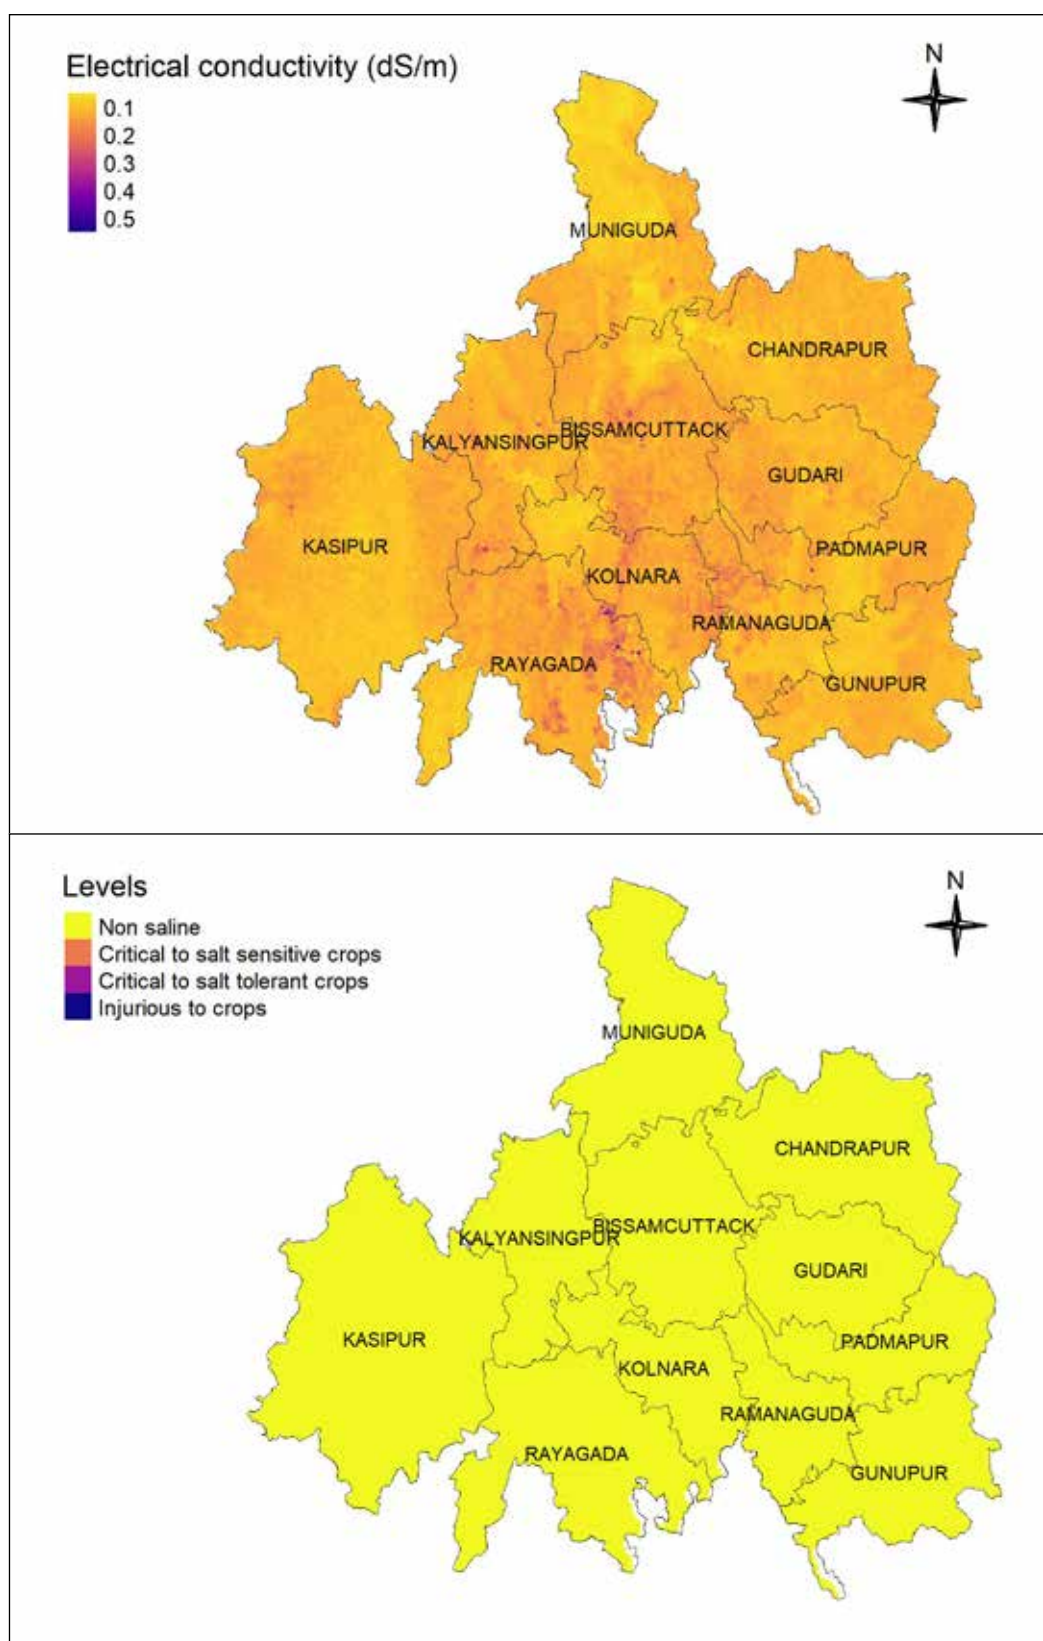 N
Electrical conductivity (dS/m)
0.1
0.2
0.3
0.4
0.5
MUNIGUDA
CHANDRAPUR
BISSAMCUTTACK
KALYANSINGPUR
GUDARI
KASIPUR
PADMAPUR
KOLNARA
RAMANAGUDA
RAYAGADA
GUNUPUR
N
Levels
Non saline
Critical to salt sensitive crops
Critical to salt tolerant crops
Injurious to crops
MUNIGUDA
CHANDRAPUR
BISSAMCUTTACK
KALYANSINGPUR
GUDARI
KASIPUR
PADMAPUR
KOLNARA
RAMANAGUDA
RAYAGADA
GUNUPUR